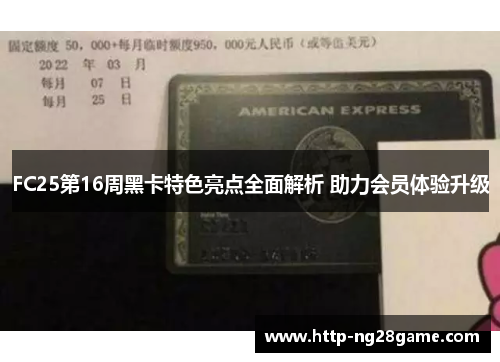 固定额度 50，000+每月临时额度950，000元人民币（或等值美元）
2022 年 03 月
每月 07 日
每月 25 日
AMERICAN EXPRESS
FC25第16周黑卡特色亮点全面解析 助力会员体验升级
www.http-ng28game.com